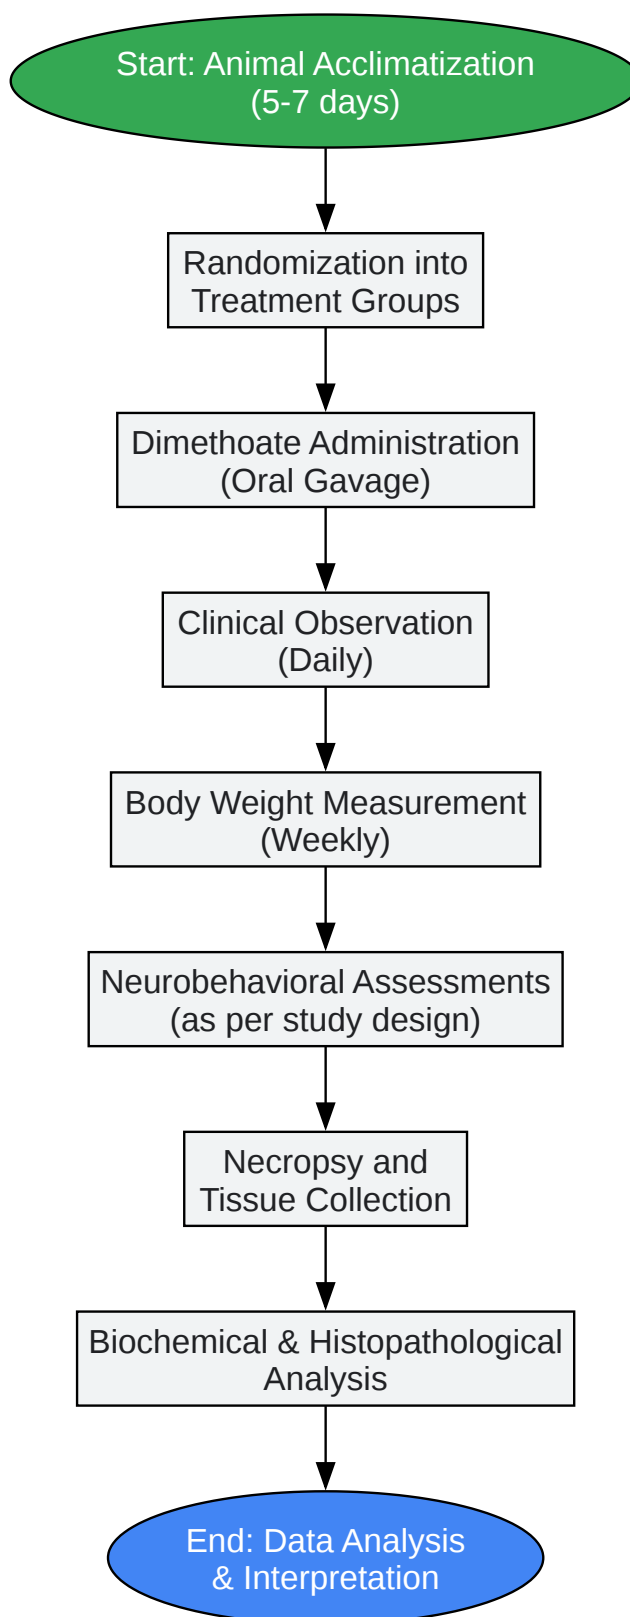 Start: Animal Acclimatization
(5-7 days)
Randomization into
Treatment Groups
Dimethoate Administration
(Oral Gavage)
Clinical Observation
(Daily)
Body Weight Measurement
(Weekly)
Neurobehavioral Assessments
(as per study design)
Necropsy and
Tissue Collection
Biochemical & Histopathological
Analysis
End: Data Analysis
& Interpretation